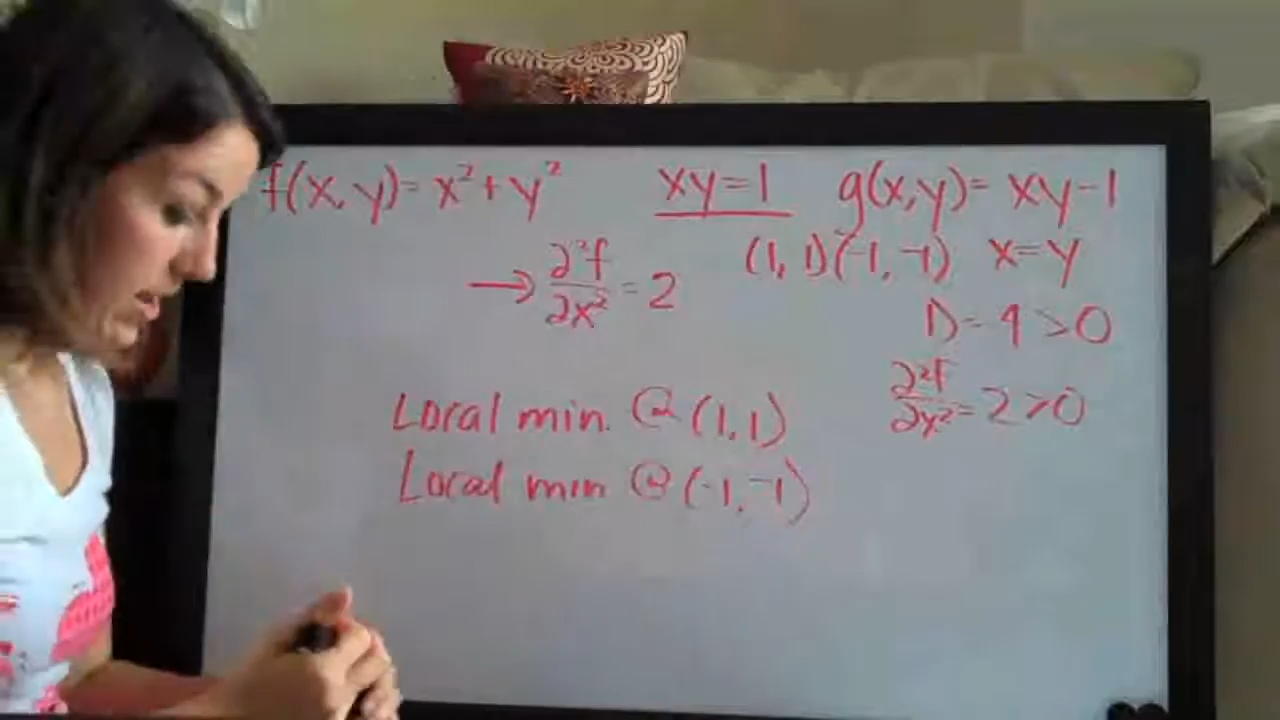 f(x,y)=x²+y² xy=1 g(x,y)=xy-1
(1,1)(-1,-1) x=y
→ ∂²f/∂x² = 2
D=4>0
∂²f/∂x²=2>0
Local min. @ (1,1)
Local min @ (-1,-1)